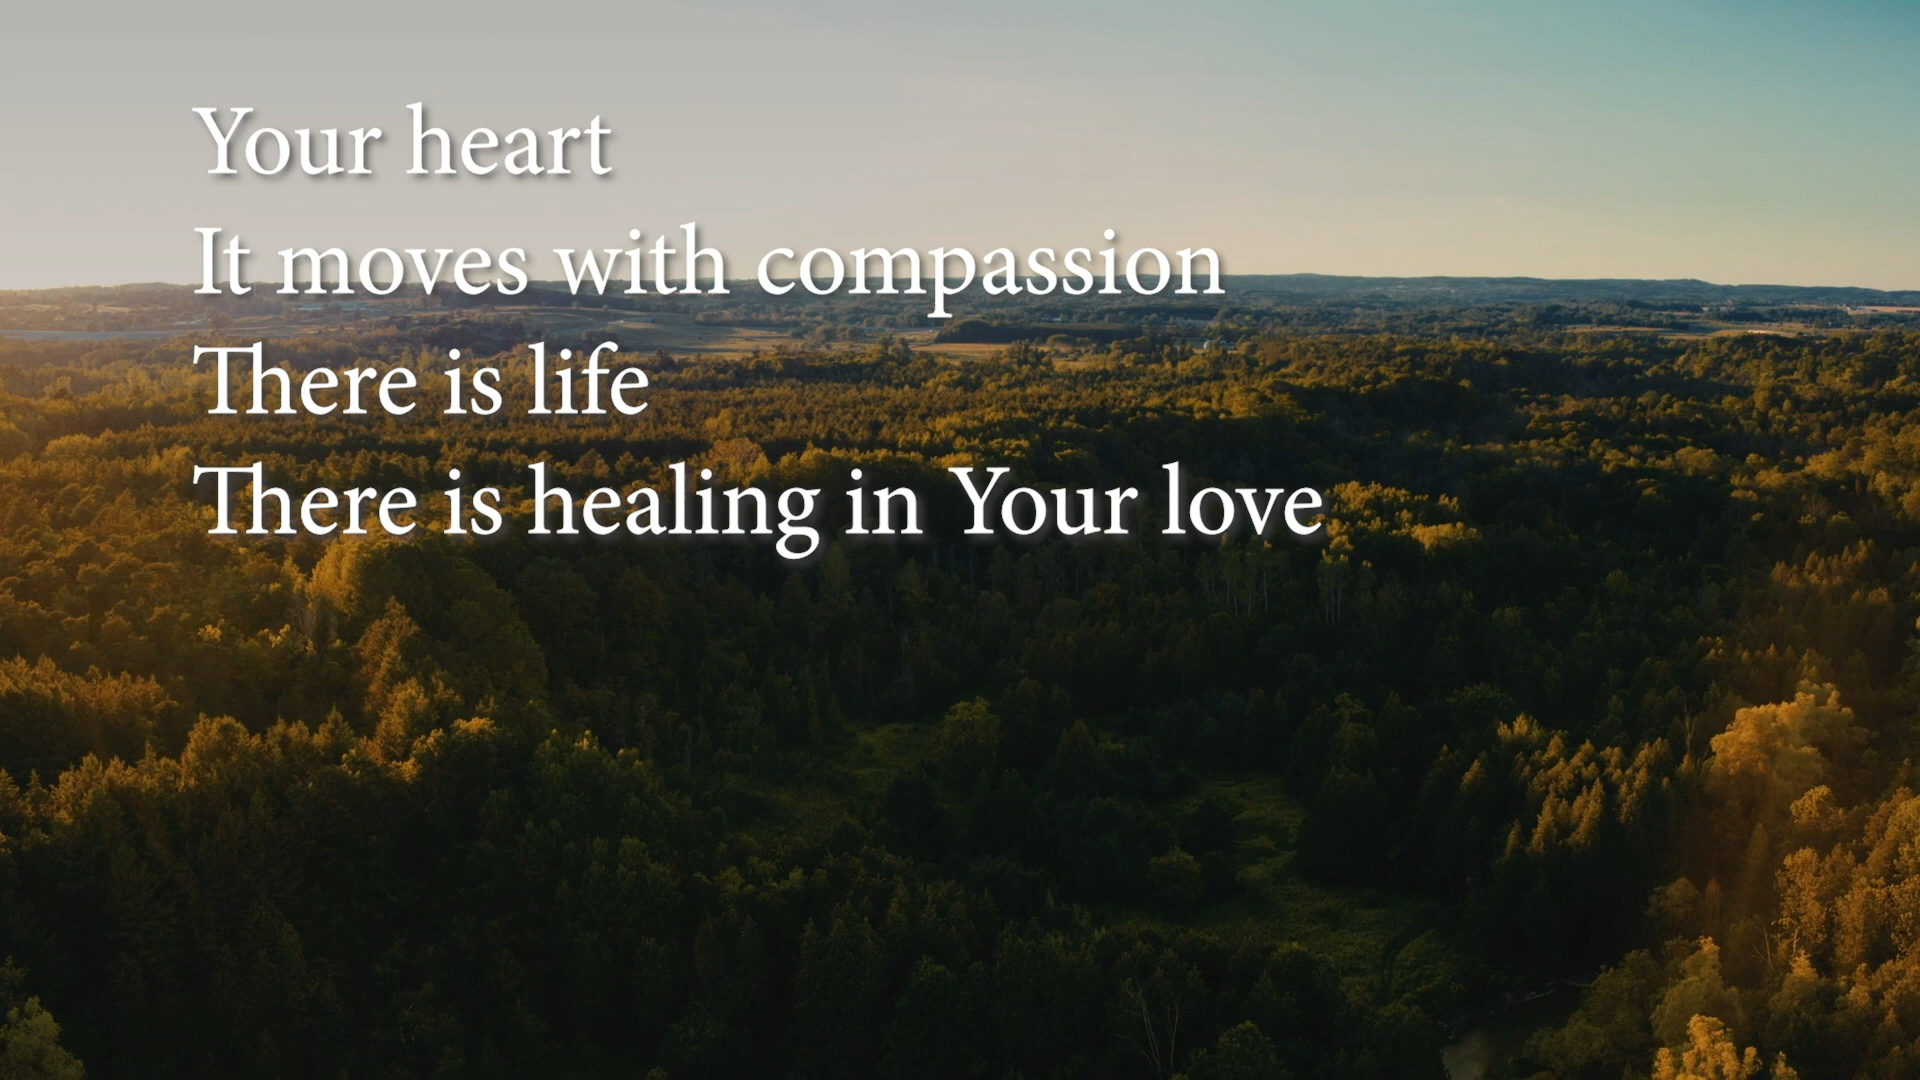 Your heart
It moves with compassion
There is life
There is healing in Your love